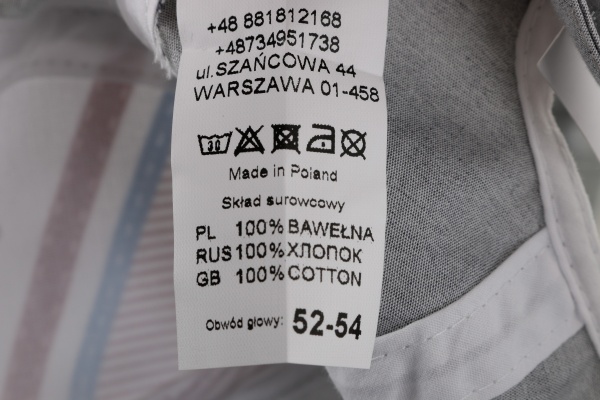 +48 881812168
+48734951738
ul.SZAŃCOWA 44
WARSZAWA 01-458
30
Made in Poland
Skład surowcowy
PL 100% BAWEŁNA
RUS 100% ХЛОПОК
GB 100% COTTON
Obwód głowy: 52-54